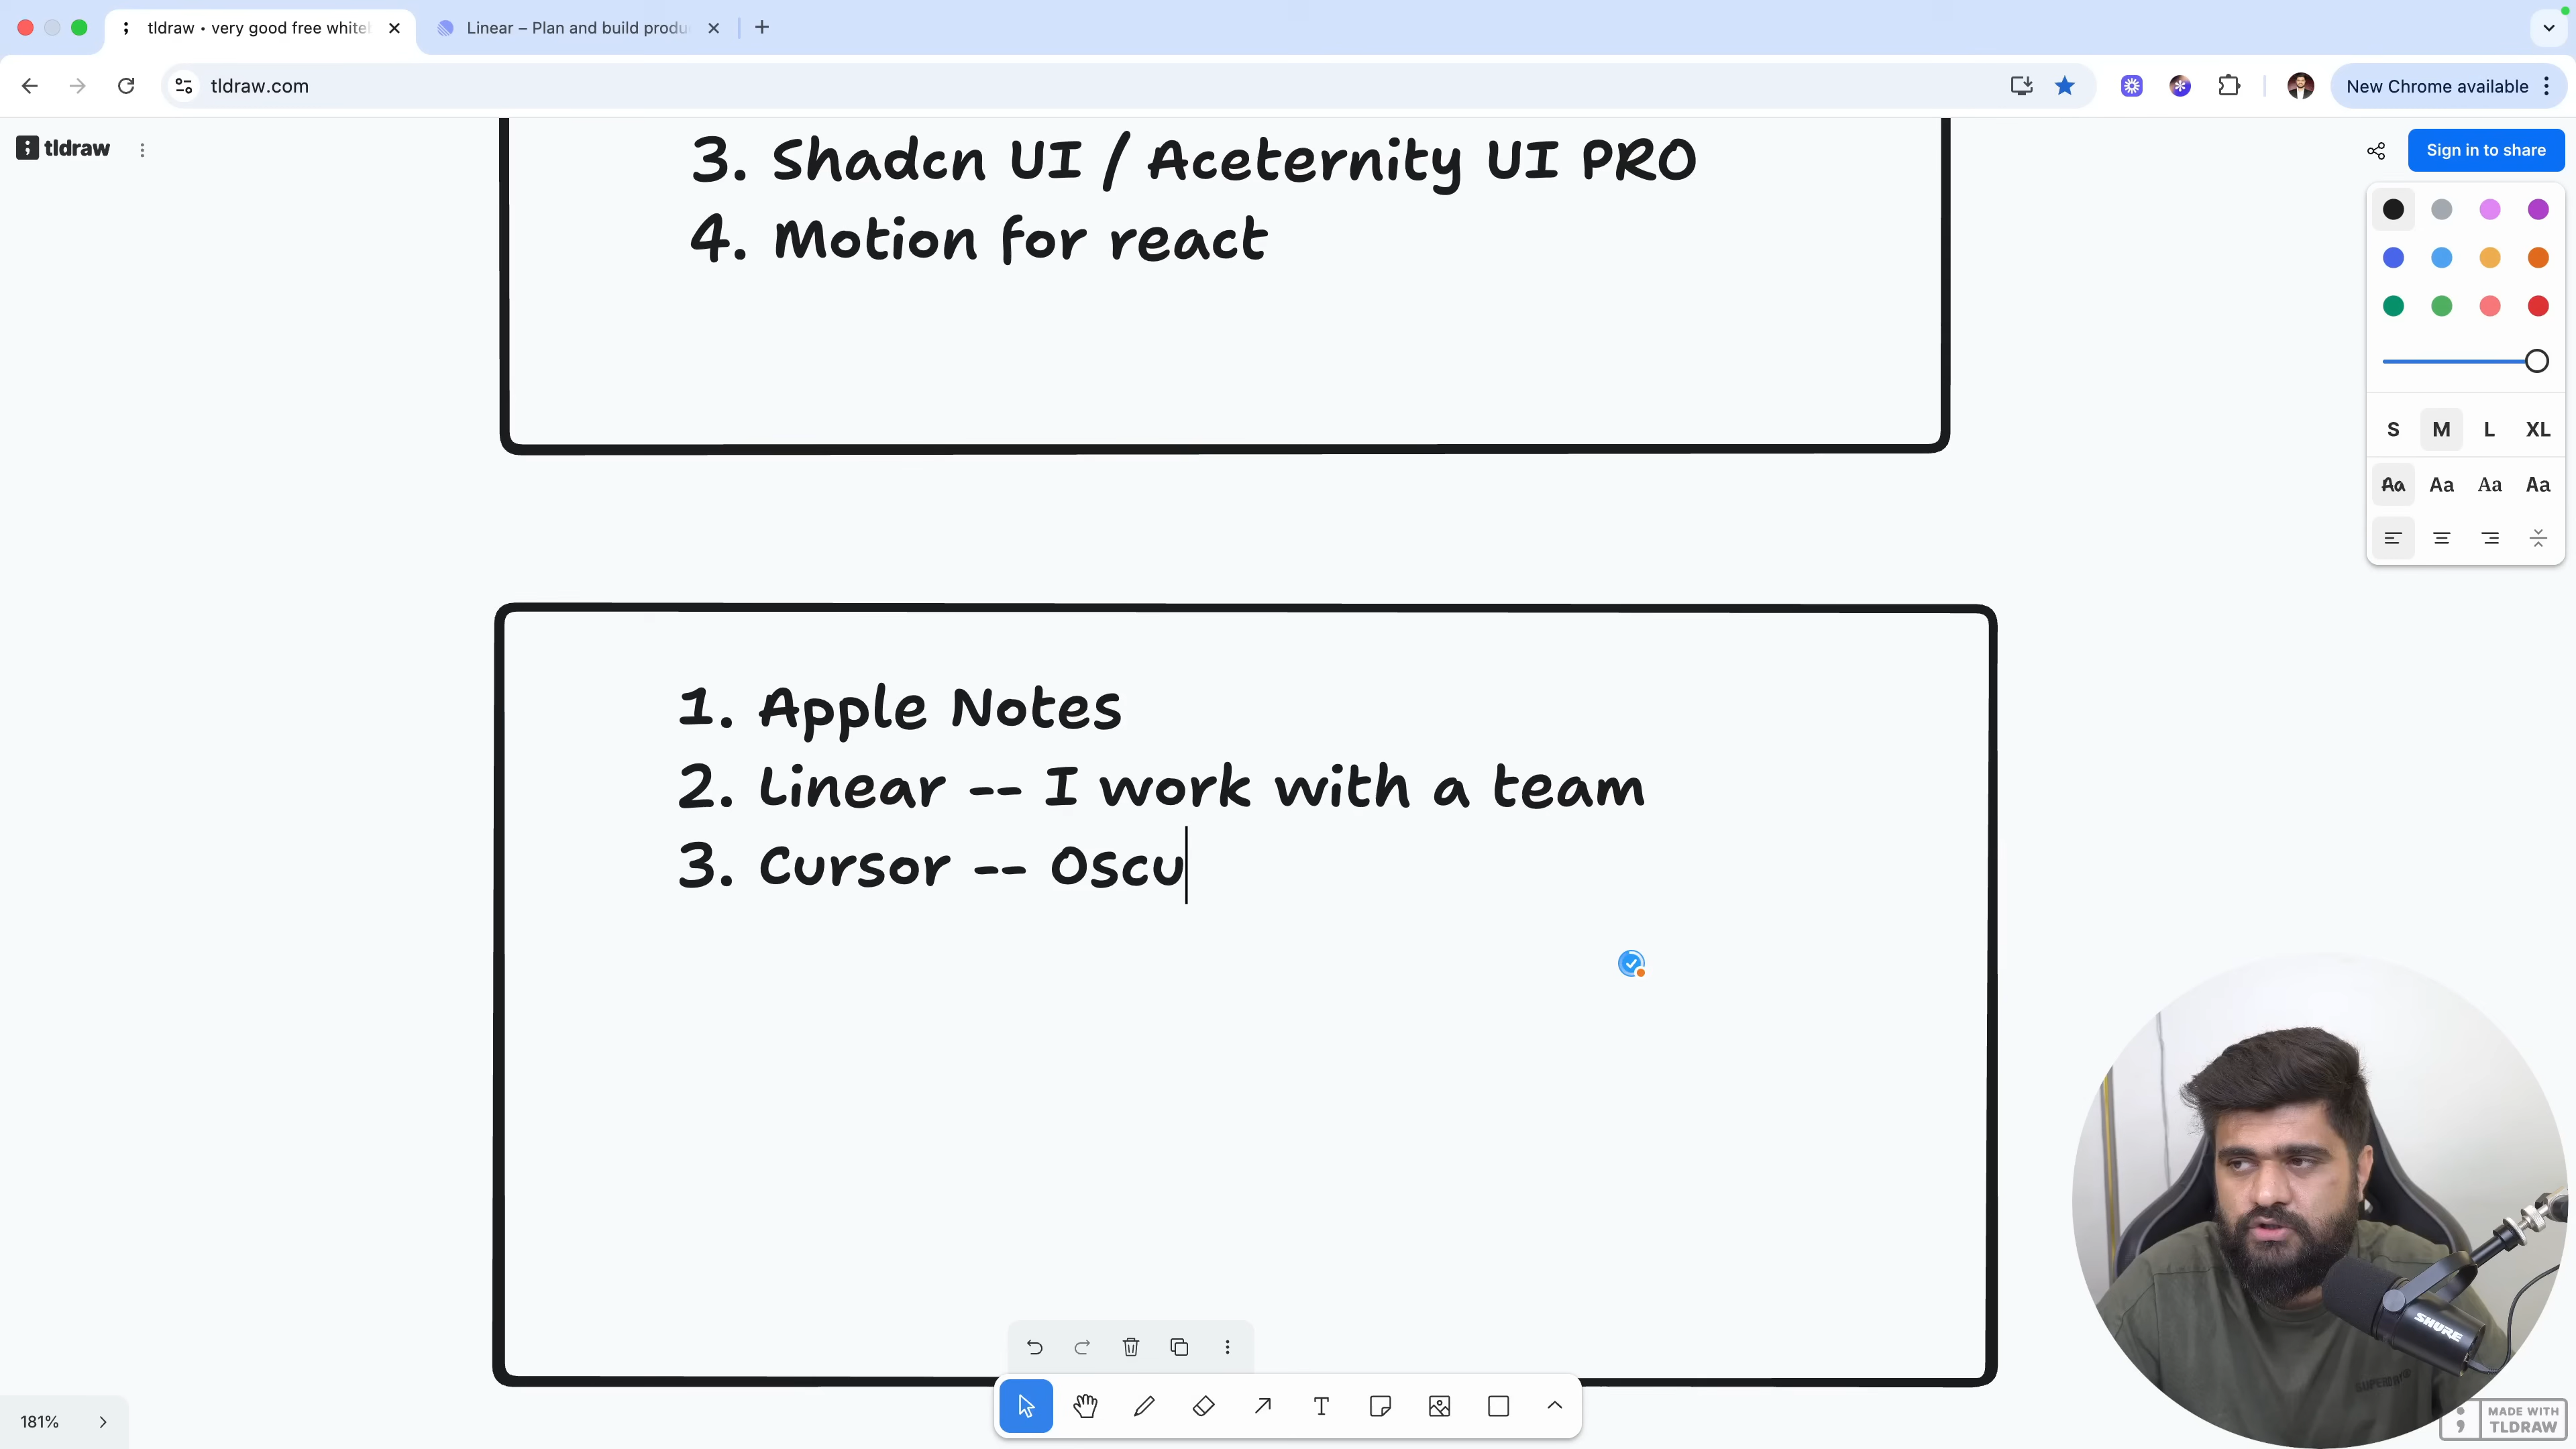 tldraw • very good free white
Linear – Plan and build produ
tldraw.com
New Chrome available
tldraw
Sign in to share
3. Shadcn UI / Aceternity UI PRO
4. Motion for react
S M L XL
Aa Aa Aa Aa
1. Apple Notes
2. Linear -- I work with a team
3. Cursor -- Oscu
SHURE
181%
T
MADE WITH
TLDRAW